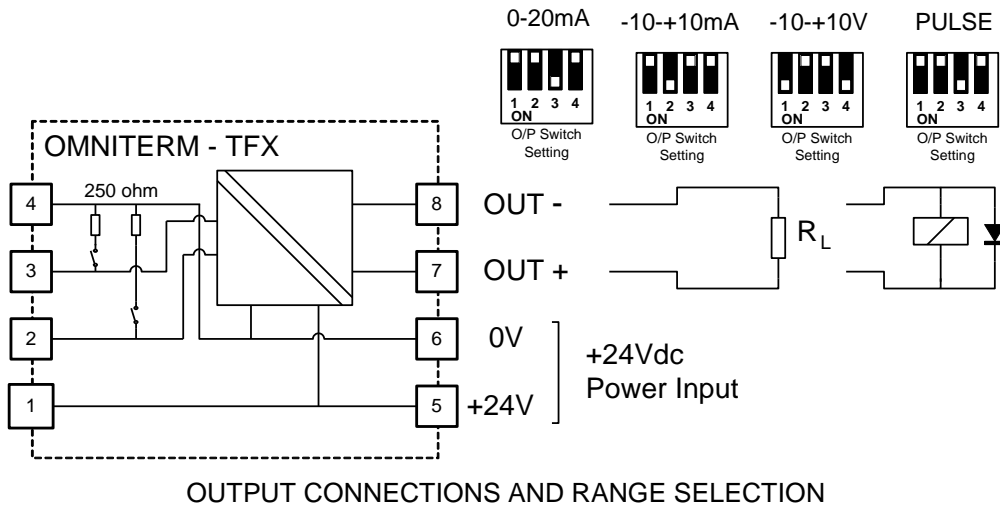 0-20mA
-10-+10mA
-10-+10V
PULSE
1 2 3 4
ON
O/P Switch
Setting
1 2 3 4
ON
O/P Switch
Setting
1 2 3 4
ON
O/P Switch
Setting
1 2 3 4
ON
O/P Switch
Setting
OMNITERM - TFX
250 ohm
4
8
OUT -
RL
3
7
OUT +
2
6
0V
+24Vdc
Power Input
1
5
+24V
OUTPUT CONNECTIONS AND RANGE SELECTION